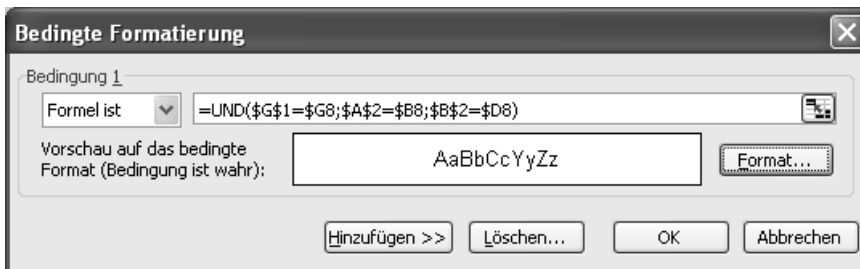 Bedingte Formatierung
Bedingung 1
Formel ist
=UND($G$1=$G8;$A$2=$B8;$B$2=$D8)
Vorschau auf das bedingte
Format (Bedingung ist wahr):
AaBbCcYyZz
Format...
Hinzufügen >> Löschen... OK Abbrechen